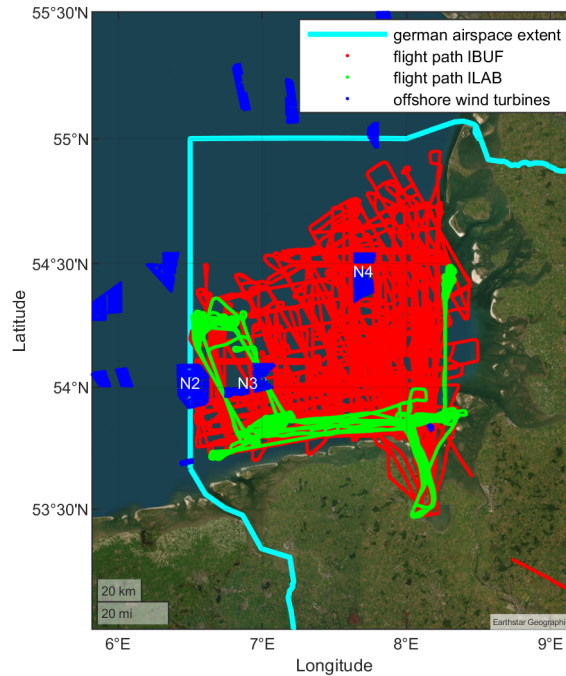 55°30'N
german airspace extent
flight path IBUF
flight path ILAB
offshore wind turbines
55°N
54°30'N
N4
Latitude
54°N
N2
N3
53°30'N
20 km
20 mi
Earthstar Geographic
6°E
7°E
8°E
9°E
Longitude